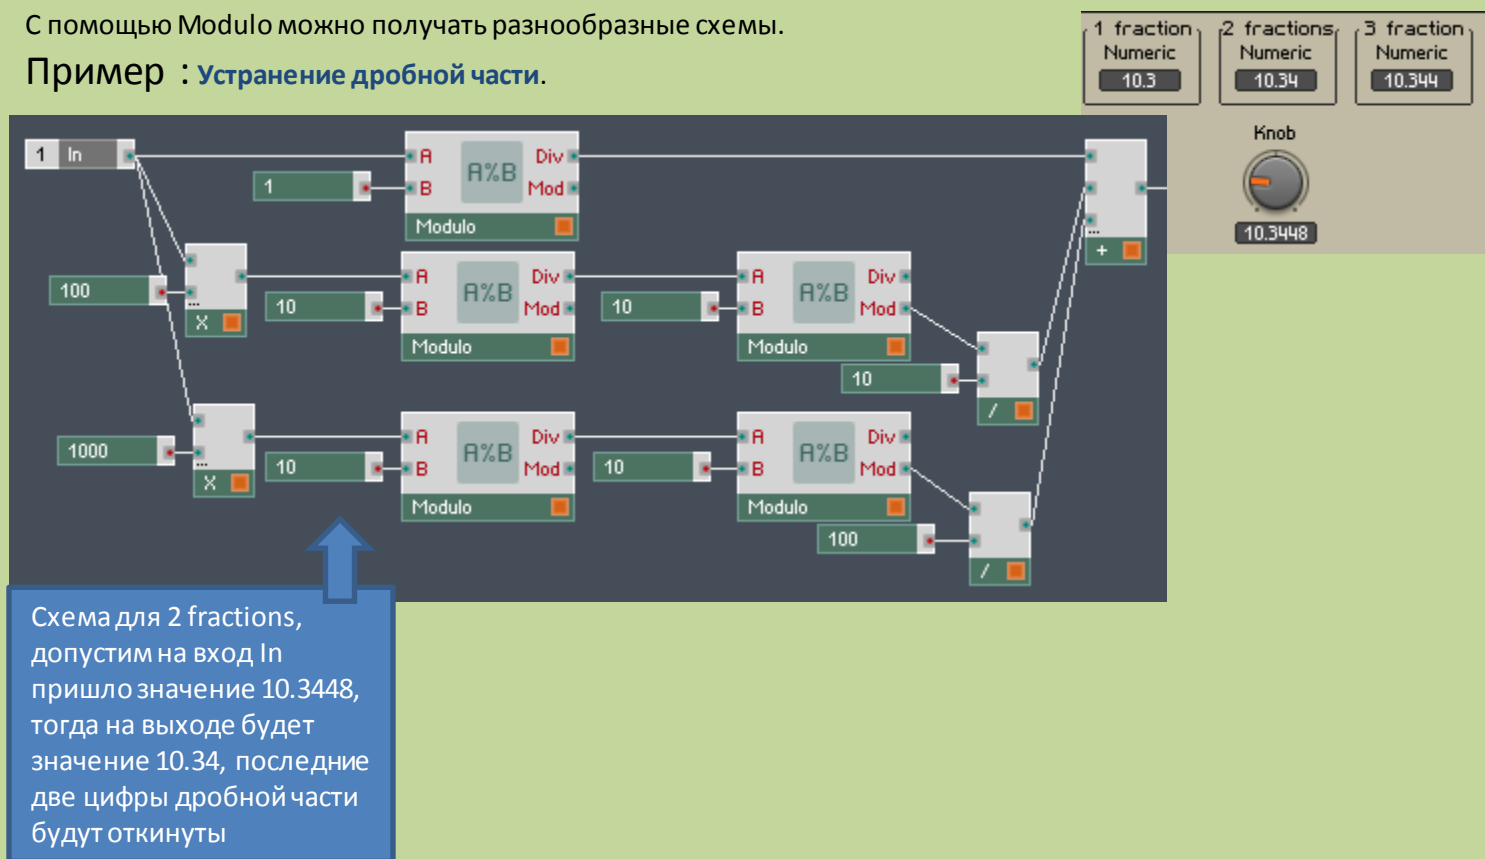 С помощью Modulo можно получать разнообразные схемы.
Пример : Устранение дробной части.
1 fraction
Numeric
10.3
2 fractions
Numeric
10.34
3 fraction
Numeric
10.344
Knob
10.3448
1 In
1
A Div
A%B
B Mod
Modulo
+
100
X
10
A Div
A%B
B Mod
Modulo
10
A Div
A%B
B Mod
Modulo
10
/
1000
X
10
A Div
A%B
B Mod
Modulo
10
A Div
A%B
B Mod
Modulo
100
/
Схема для 2 fractions,
допустим на вход In
пришло значение 10.3448,
тогда на выходе будет
значение 10.34, последние
две цифры дробной части
будут откинуты